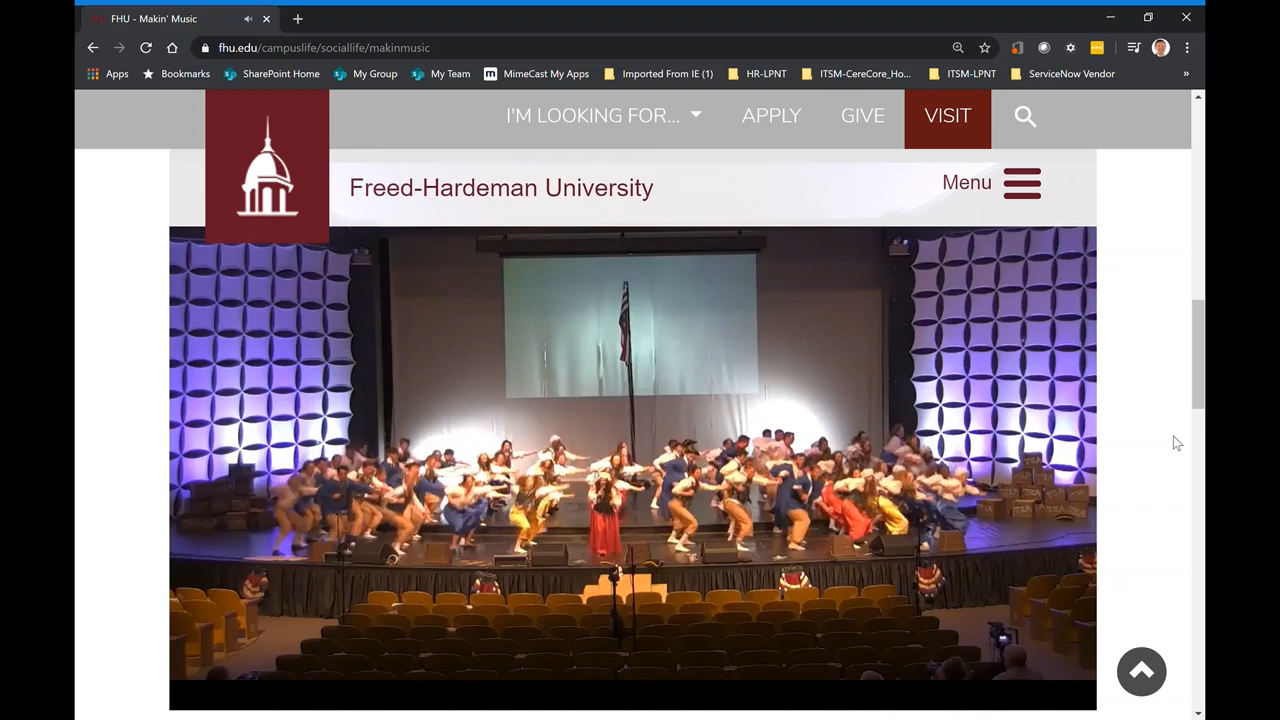 FHU - Makin' Music
fhu.edu/campuslife/sociallife/makinmusic
Apps Bookmarks SharePoint Home My Group My Team MimeCast My Apps Imported From IE (1) HR-LPNT ITSM-CereCore_Ho... ITSM-LPNT ServiceNow Vendor »
I'M LOOKING FOR... APPLY GIVE VISIT
Freed-Hardeman University
Menu